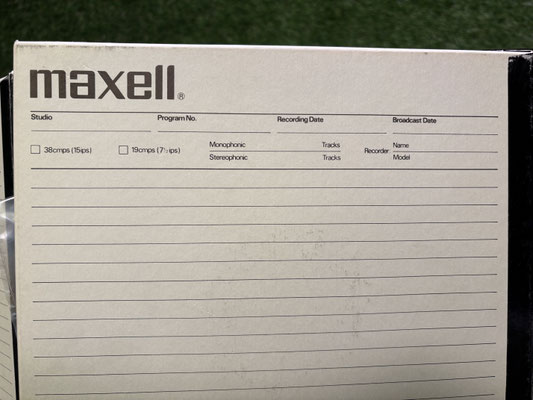 maxell®
Studio Program No. Recording Date Broadcast Date
38cmps (15ips) 19cmps (7½ips) Monophonic Tracks Recorder Name
Stereophonic Tracks Model